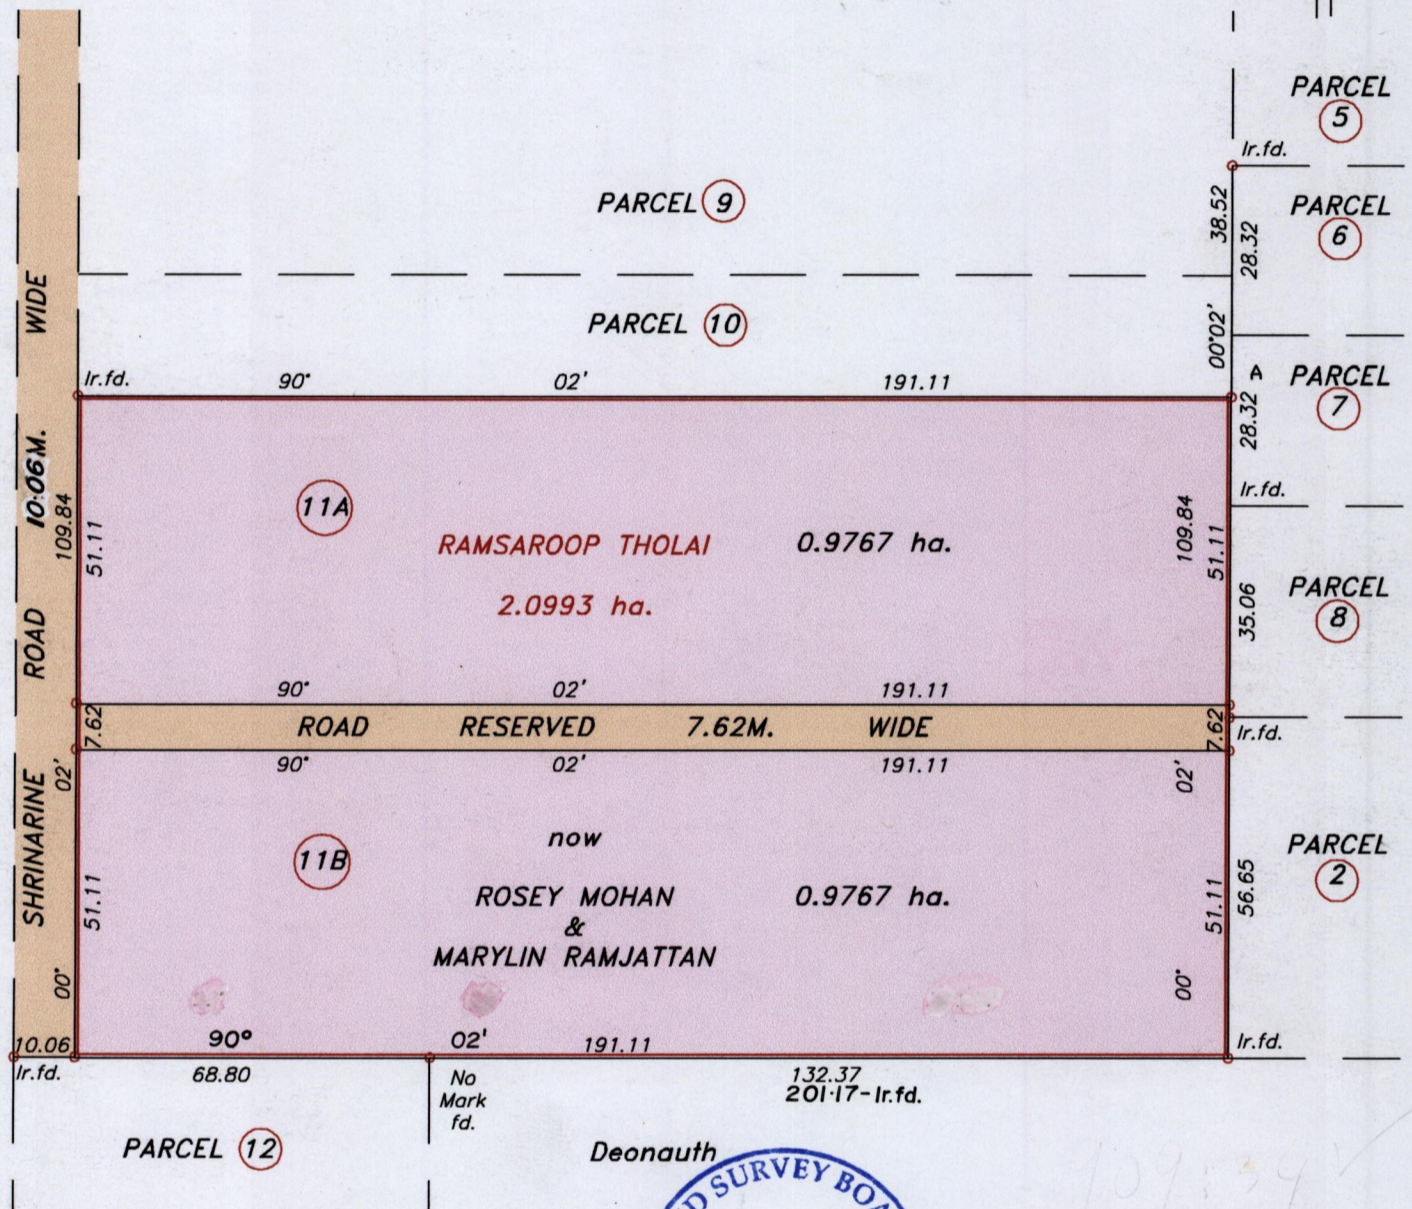 PARCEL
5
Ir.fd.
PARCEL 9
38.52
28.32
PARCEL
6
WIDE
PARCEL 10
00°02'
Ir.fd.
90° 02' 191.11
A
PARCEL
7
28.32
10·06M.
109.84
51.11
11A
RAMSAROOP THOLAI 0.9767 ha.
2.0993 ha.
109.84
51.11
Ir.fd.
35.06
PARCEL
8
ROAD
90° 02' 191.11
7.62
ROAD RESERVED 7.62M. WIDE
7.62
Ir.fd.
90° 02' 191.11
02'
02'
SHRINARINE
51.11
00°
11B
now
ROSEY MOHAN 0.9767 ha.
&
MARYLIN RAMJATTAN
51.11
56.65
00°
PARCEL
2
10.06
90° 02' 191.11
Ir.fd.
Ir.fd.
68.80
No
Mark
fd.
132.37
201·17-Ir.fd.
PARCEL 12
Deonauth
SURVEY